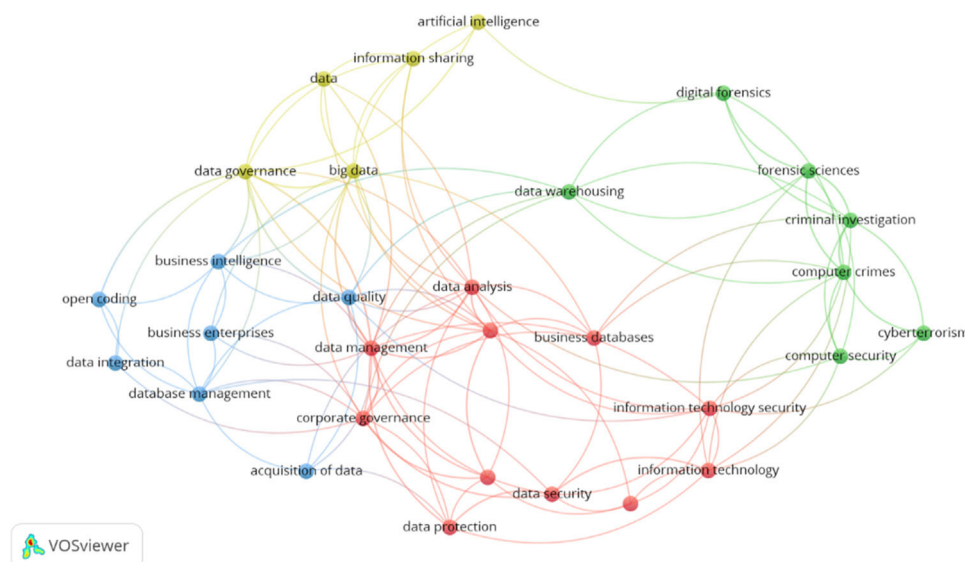 artificial intelligence
information sharing
data
digital forensics
data governance
big data
forensic sciences
data warehousing
criminal investigation
business intelligence
computer crimes
data analysis
open coding
data quality
business enterprises
business databases
cyberterrorism
data management
computer security
data integration
database management
information technology security
corporate governance
acquisition of data
information technology
data security
data protection
VOSviewer